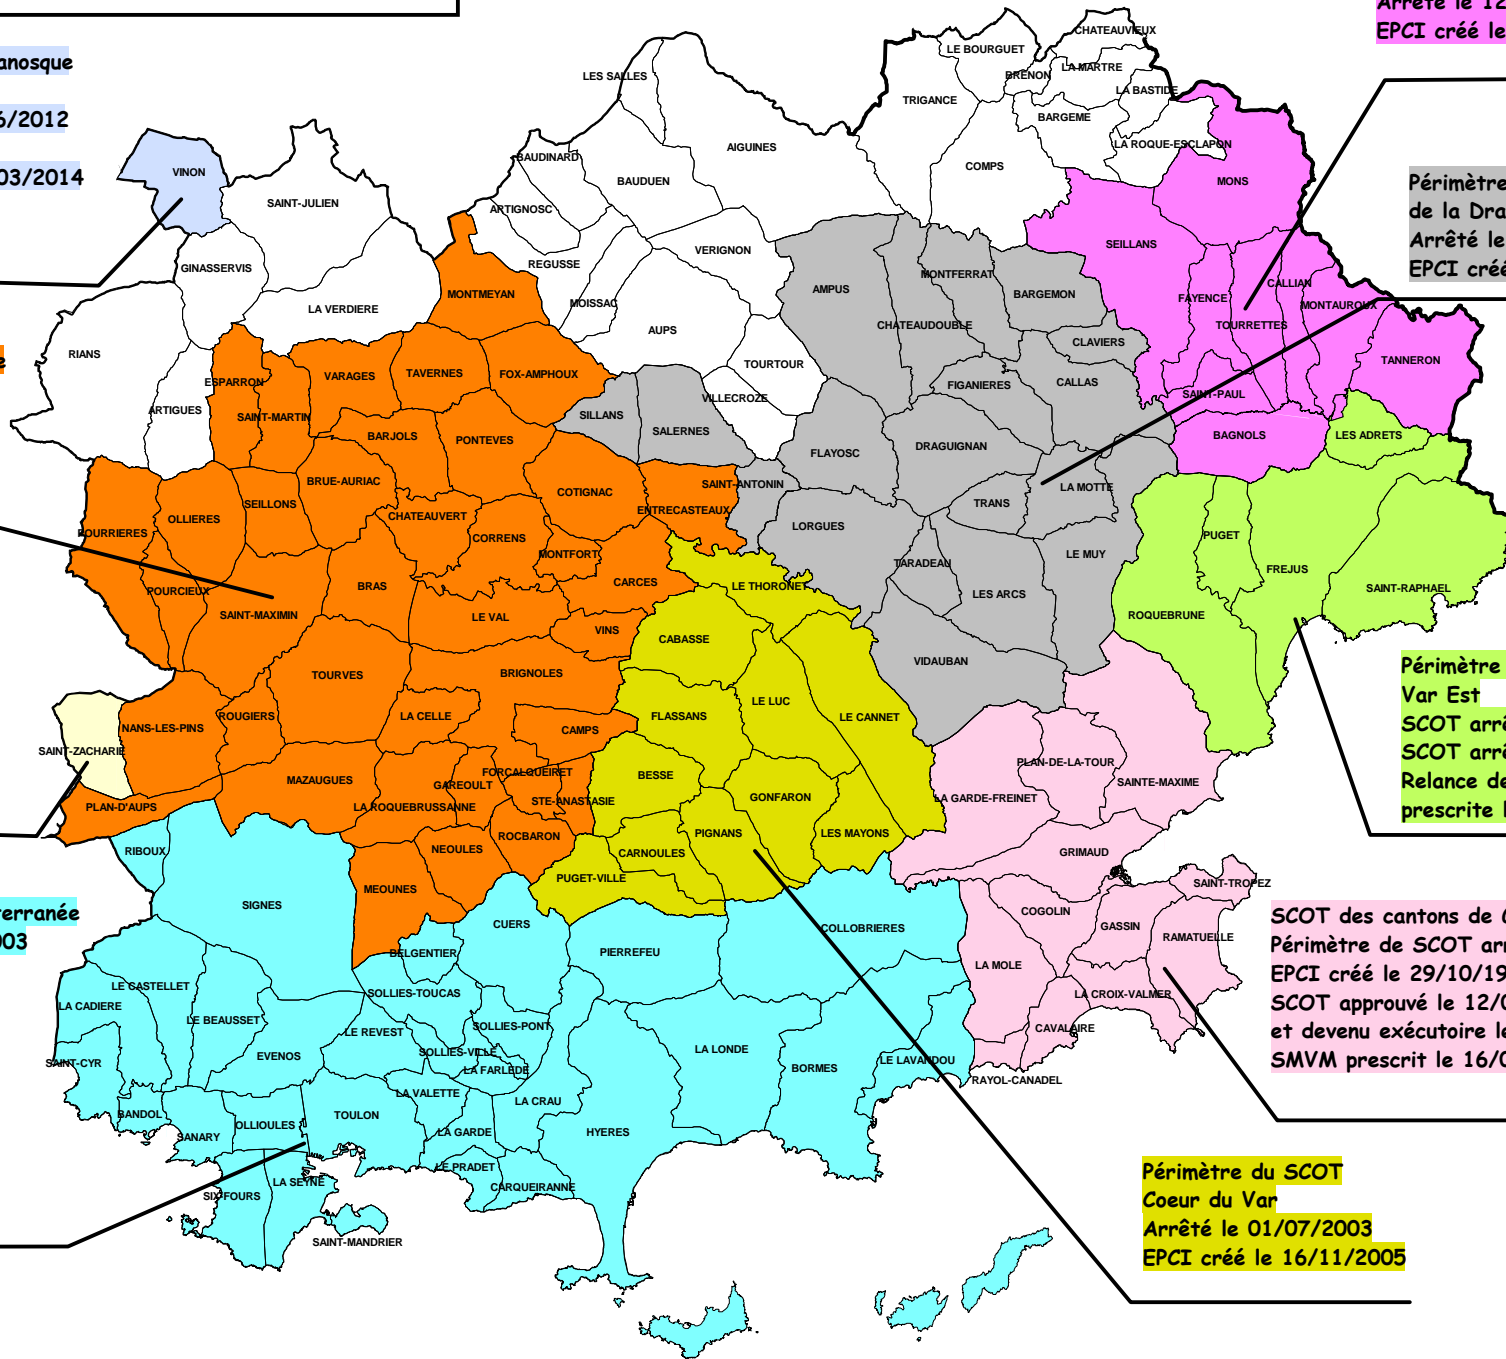 Arrêté le 12
EPCI créé le
anosque
6/2012
03/2014
Périmètre
de la Dra
Arrêté le
EPCI créé
e
Périmètre
Var Est
SCOT arrê
SCOT arrê
Relance de
prescrite l
terranée
003
SCOT des cantons de G
Périmètre de SCOT arr
EPCI créé le 29/10/19
SCOT approuvé le 12/0
et devenu exécutoire le
SMVM prescrit le 16/0
Périmètre du SCOT
Coeur du Var
Arrêté le 01/07/2003
EPCI créé le 16/11/2005
CHATEAUVIEUX
LE BOURGUET
BRENON
LA MARTRE
LES SALLES
LA BASTIDE
TRIGANCE
BARGEME
AIGUINES
LA ROQUE-ESCLAPON
BAUDINARD
COMPS
VINON
BAUDUEN
MONS
SAINT-JULIEN
ARTIGNOSC
SEILLANS
VERIGNON
REGUSSE
GINASSERVIS
MONTFERRAT
CALLIAN
AMPUS
BARGEMON
MONTMEYAN
FAYENCE
MOISSAC
MONTAUROUX
LA VERDIERE
AUPS
CHATEAUDOUBLE
TOURRETTES
CLAVIERS
RIANS
TANNERON
TOURTOUR
TAVERNES
FOX-AMPHOUX
VARAGES
ESPARRON
FIGANIERES
CALLAS
SAINT-PAUL
VILLECROZE
ARTIGUES
SAINT-MARTIN
SILLANS
SALERNES
BARJOLS
PONTEVES
BAGNOLS
LES ADRETS
DRAGUIGNAN
FLAYOSC
BRUE-AURIAC
SAINT-ANTONIN
LA MOTTE
COTIGNAC
TRANS
SEILLONS
ENTRECASTEAUX
CHATEAUVERT
OLLIERES
LORGUES
POURRIERES
CORRENS
PUGET
MONTFORT
LE MUY
TARADEAU
FREJUS
CARCES
BRAS
LE THORONET
POURCIEUX
LES ARCS
SAINT-RAPHAEL
SAINT-MAXIMIN
LE VAL
ROQUEBRUNE
VINS
CABASSE
VIDAUBAN
TOURVES
BRIGNOLES
LE LUC
ROUGIERS
LA CELLE
FLASSANS
LE CANNET
NANS-LES-PINS
CAMPS
SAINT-ZACHARIE
PLAN-DE-LA-TOUR
FORCALQUEIRET
BESSE
MAZAUGUES
SAINTE-MAXIME
GAREOULT
GONFARON
LA GARDE-FREINET
STE-ANASTASIE
PLAN-D'AUPS
LA ROQUEBRUSSANNE
PIGNANS
LES MAYONS
ROCBARON
NEOULES
RIBOUX
CARNOULES
GRIMAUD
PUGET-VILLE
SAINT-TROPEZ
MEOUNES
SIGNES
COGOLIN
CUERS
GASSIN
COLLOBRIERES
RAMATUELLE
BELGENTIER
PIERREFEU
LA MOLE
LE CASTELLET
SOLLIES-TOUCAS
LA CROIX-VALMER
LA CADIERE
LE BEAUSSET
SOLLIES-PONT
CAVALAIRE
LE REVEST
LA LONDE
SOLLIES-VILLE
EVENOS
LE LAVANDOU
SAINT-CYR
LA FARLEDE
BORMES
RAYOL-CANADEL
LA VALETTE
LA CRAU
BANDOL
TOULON
OLLIOULES
LA GARDE
HYERES
SANARY
LE PRADET
LA SEYNE
CARQUEIRANNE
SIX-FOURS
SAINT-MANDRIER